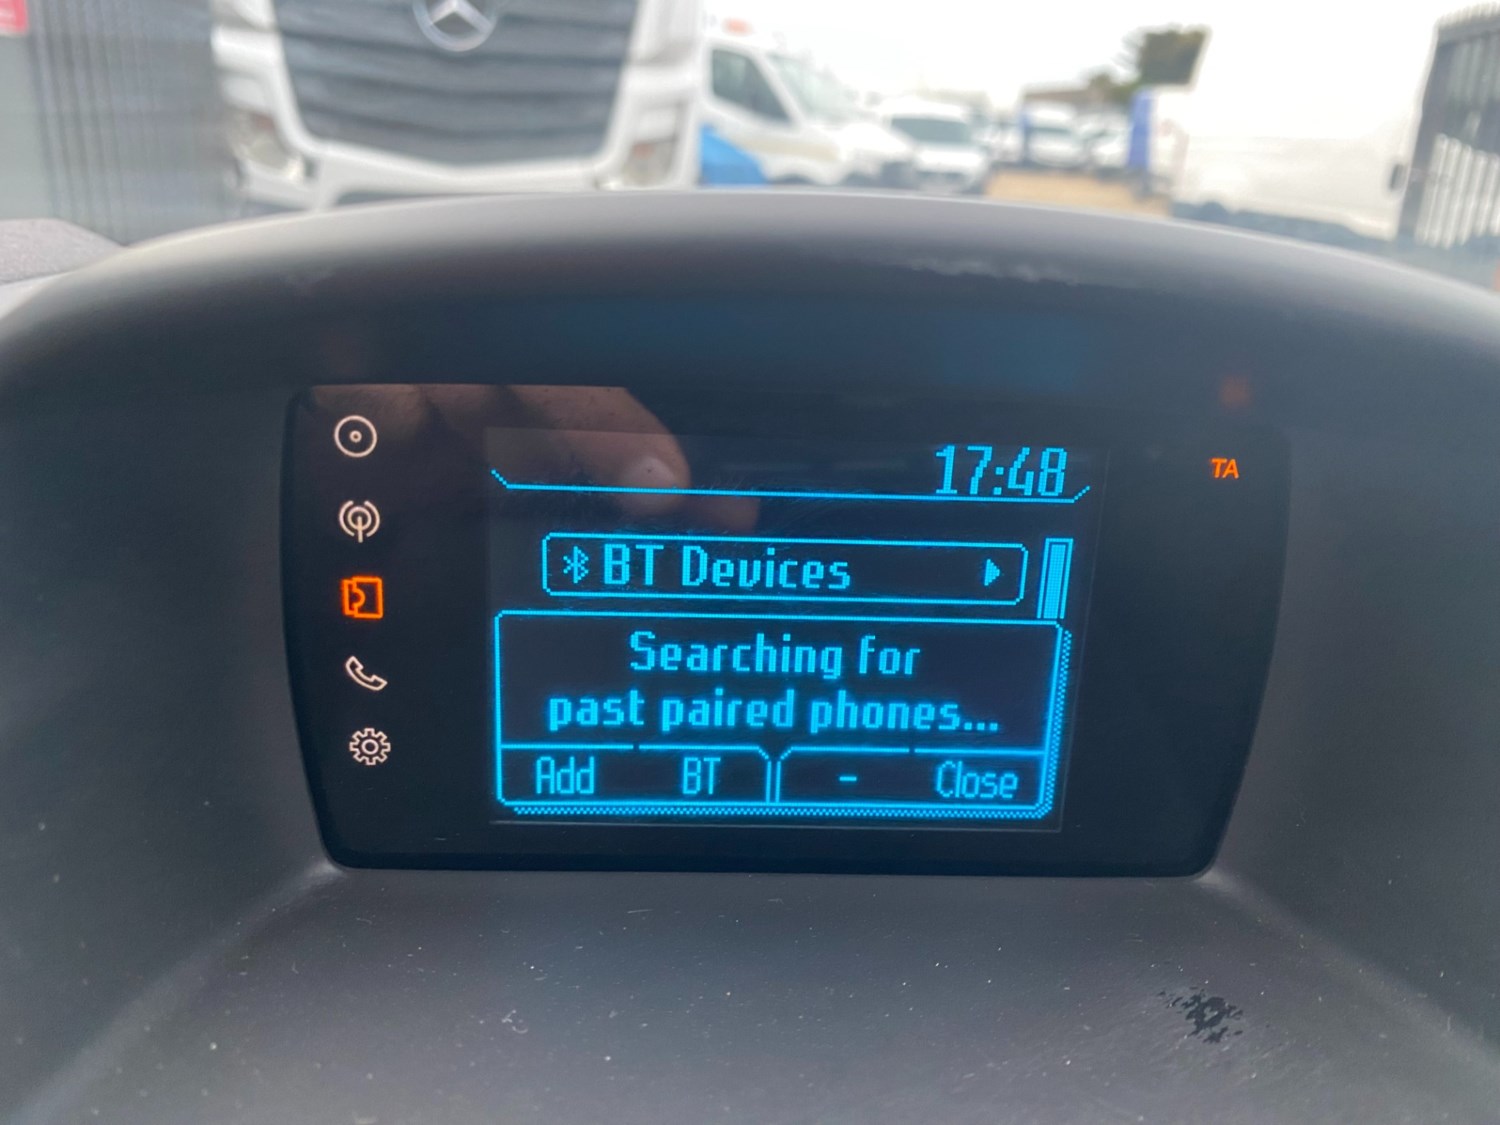 17:48
TA
BT Devices
Searching for
past paired phones...
Add BT - Close